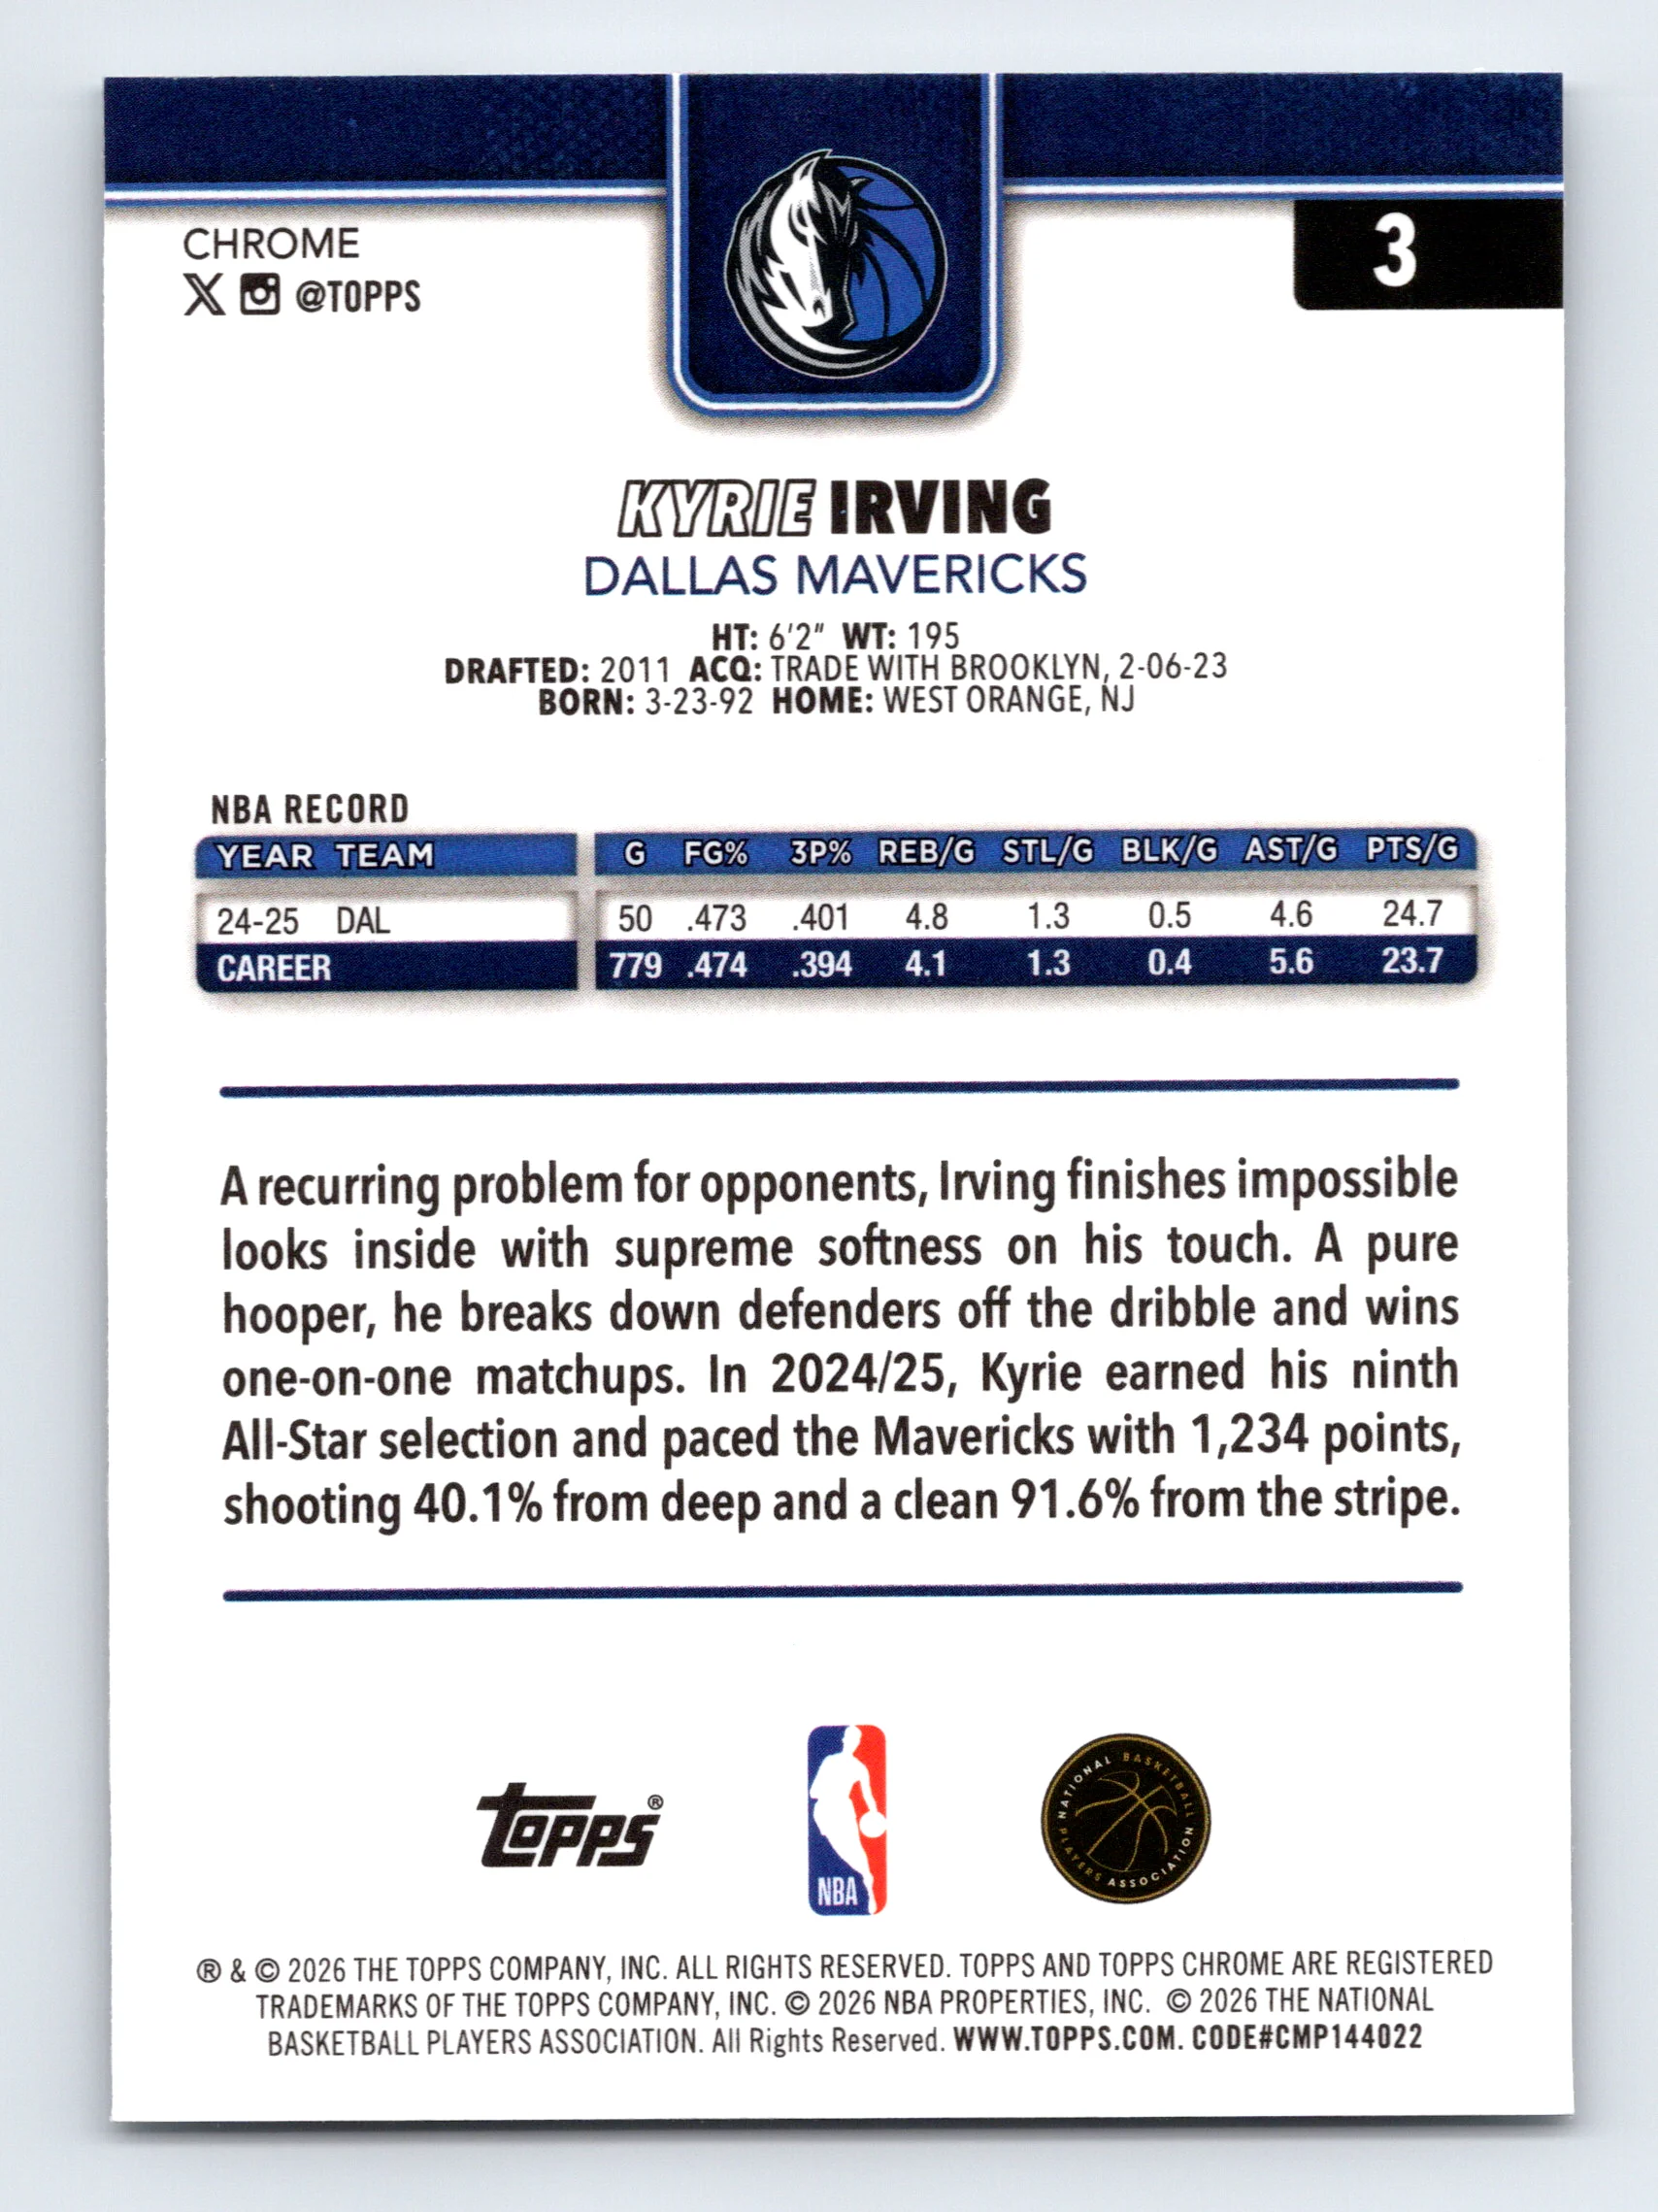 CHROME
X @TOPPS
3
KYRIE IRVING
DALLAS MAVERICKS
HT: 6'2" WT: 195
DRAFTED: 2011 ACQ: TRADE WITH BROOKLYN, 2-06-23
BORN: 3-23-92 HOME: WEST ORANGE, NJ
NBA RECORD
YEAR TEAM G FG% 3P% REB/G STL/G BLK/G AST/G PTS/G
24-25 DAL 50 .473 .401 4.8 1.3 0.5 4.6 24.7
CAREER 779 .474 .394 4.1 1.3 0.4 5.6 23.7
A recurring problem for opponents, Irving finishes impossible
looks inside with supreme softness on his touch. A pure
hooper, he breaks down defenders off the dribble and wins
one-on-one matchups. In 2024/25, Kyrie earned his ninth
All-Star selection and paced the Mavericks with 1,234 points,
shooting 40.1% from deep and a clean 91.6% from the stripe.
Topps®
NBA
NATIONAL BASKETBALL PLAYERS ASSOCIATION
® & © 2026 THE TOPPS COMPANY, INC. ALL RIGHTS RESERVED. TOPPS AND TOPPS CHROME ARE REGISTERED
TRADEMARKS OF THE TOPPS COMPANY, INC. © 2026 NBA PROPERTIES, INC. © 2026 THE NATIONAL
BASKETBALL PLAYERS ASSOCIATION. All Rights Reserved. WWW.TOPPS.COM. CODE#CMP144022